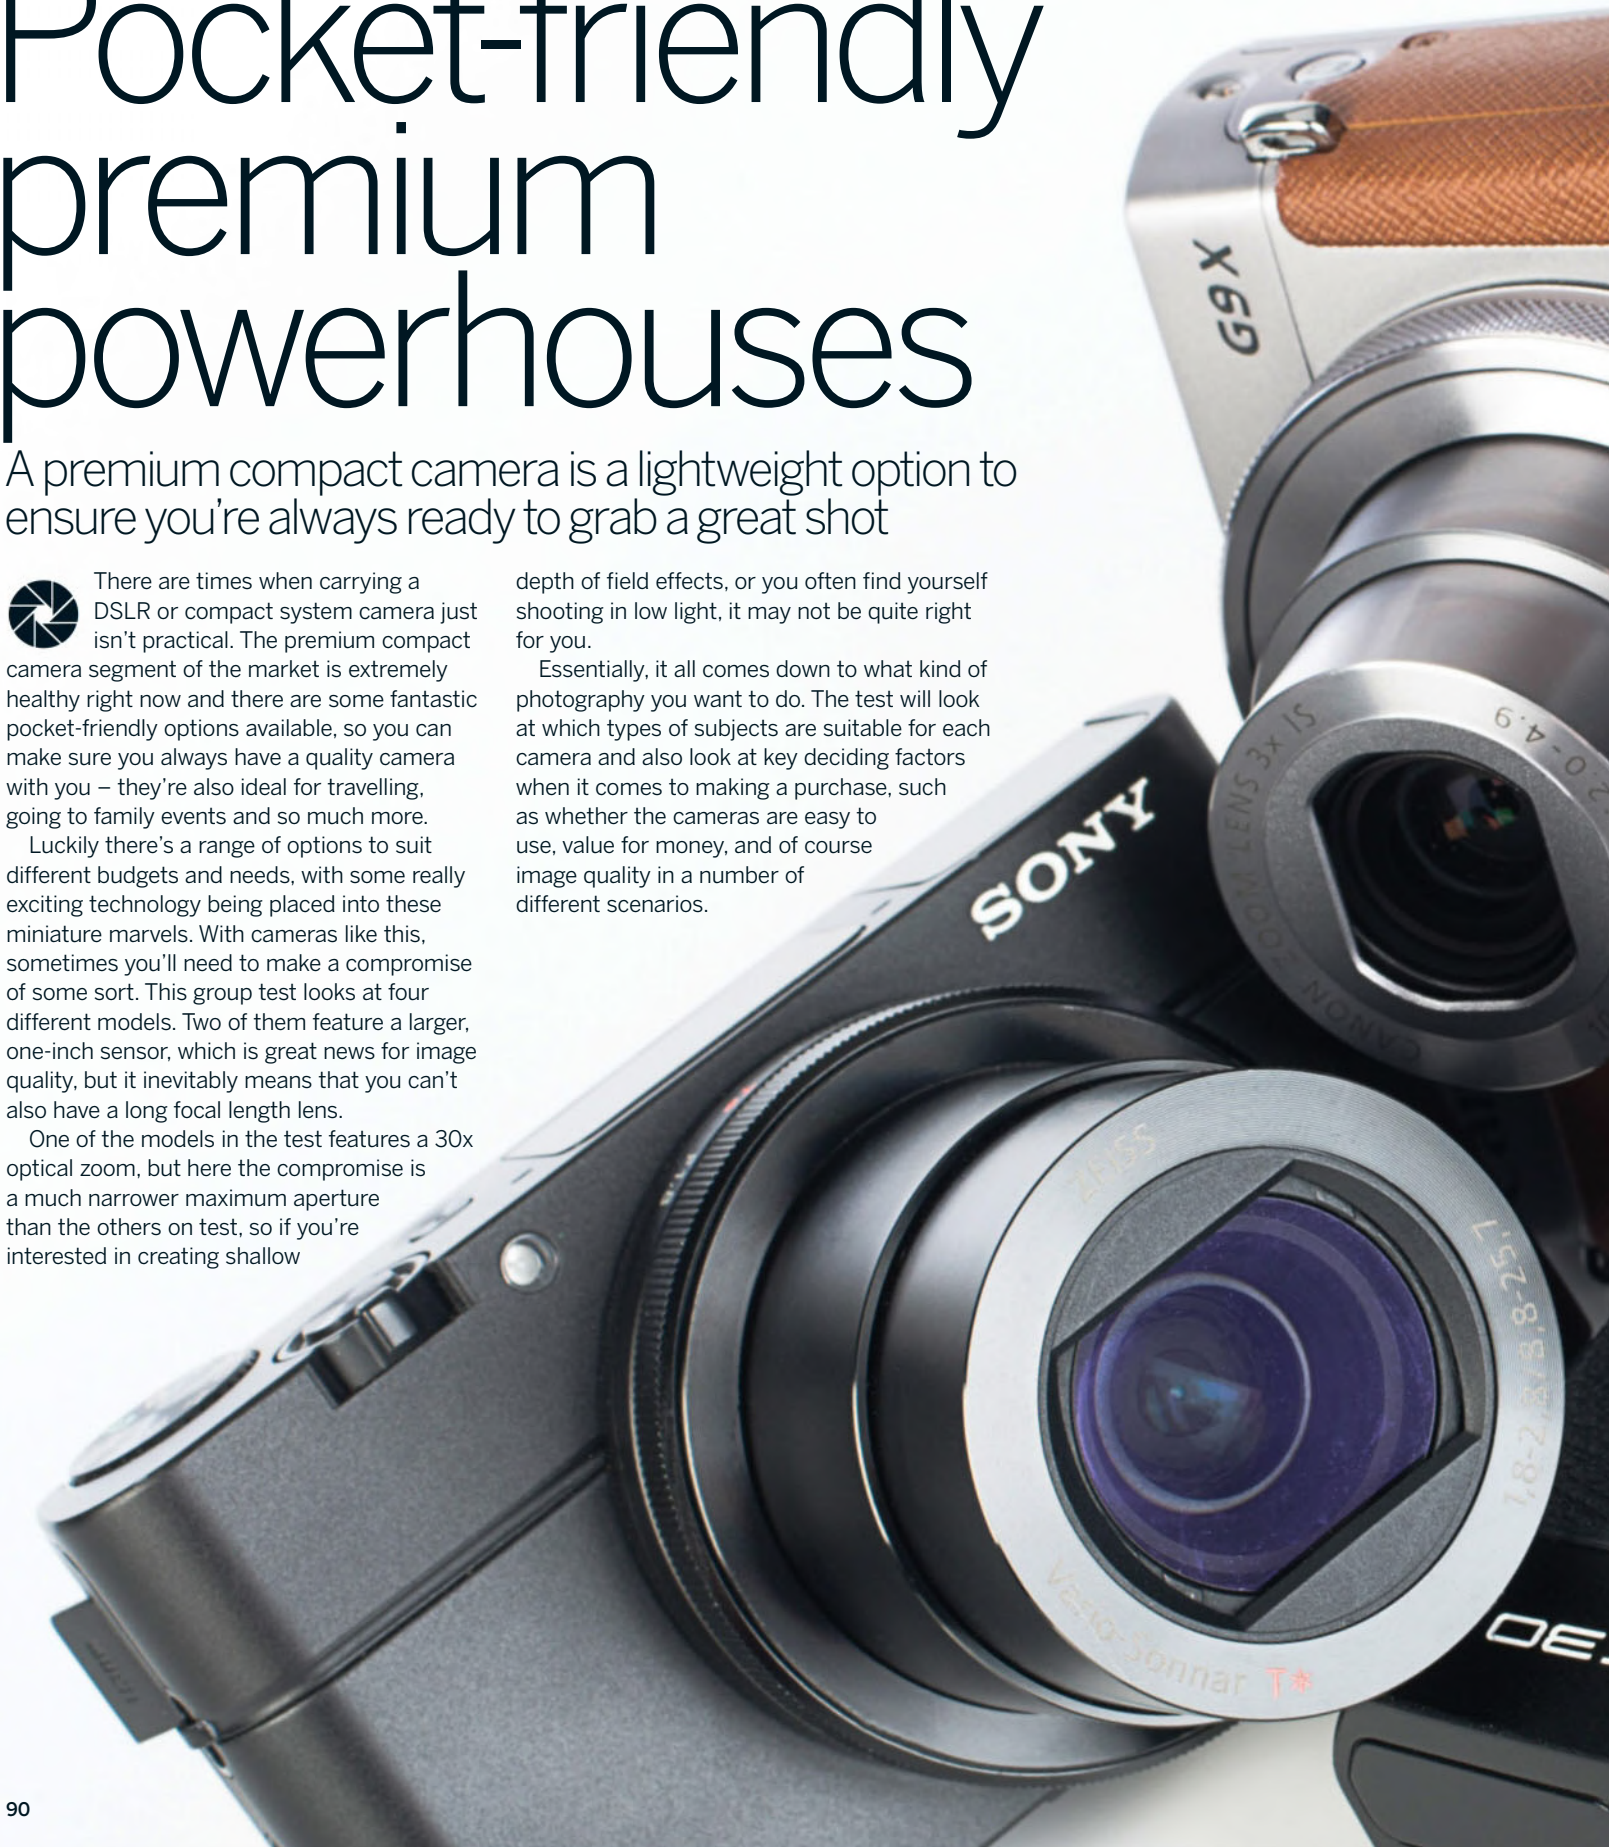 Pocket-friendly
premium
powerhouses
A premium compact camera is a lightweight option to
ensure you're always ready to grab a great shot
There are times when carrying a
DSLR or compact system camera just
isn't practical. The premium compact
camera segment of the market is extremely
healthy right now and there are some fantastic
pocket-friendly options available, so you can
make sure you always have a quality camera
with you – they're also ideal for travelling,
going to family events and so much more.
Luckily there's a range of options to suit
different budgets and needs, with some really
exciting technology being placed into these
miniature marvels. With cameras like this,
sometimes you'll need to make a compromise
of some sort. This group test looks at four
different models. Two of them feature a larger,
one-inch sensor, which is great news for image
quality, but it inevitably means that you can't
also have a long focal length lens.
One of the models in the test features a 30x
optical zoom, but here the compromise is
a much narrower maximum aperture
than the others on test, so if you're
interested in creating shallow
depth of field effects, or you often find yourself
shooting in low light, it may not be quite right
for you.
Essentially, it all comes down to what kind of
photography you want to do. The test will look
at which types of subjects are suitable for each
camera and also look at key deciding factors
when it comes to making a purchase, such
as whether the cameras are easy to
use, value for money, and of course
image quality in a number of
different scenarios.
G9X
CANON ZOOM LENS 3x IS
SONY
ZEISS
Vario-Sonnar T*
90